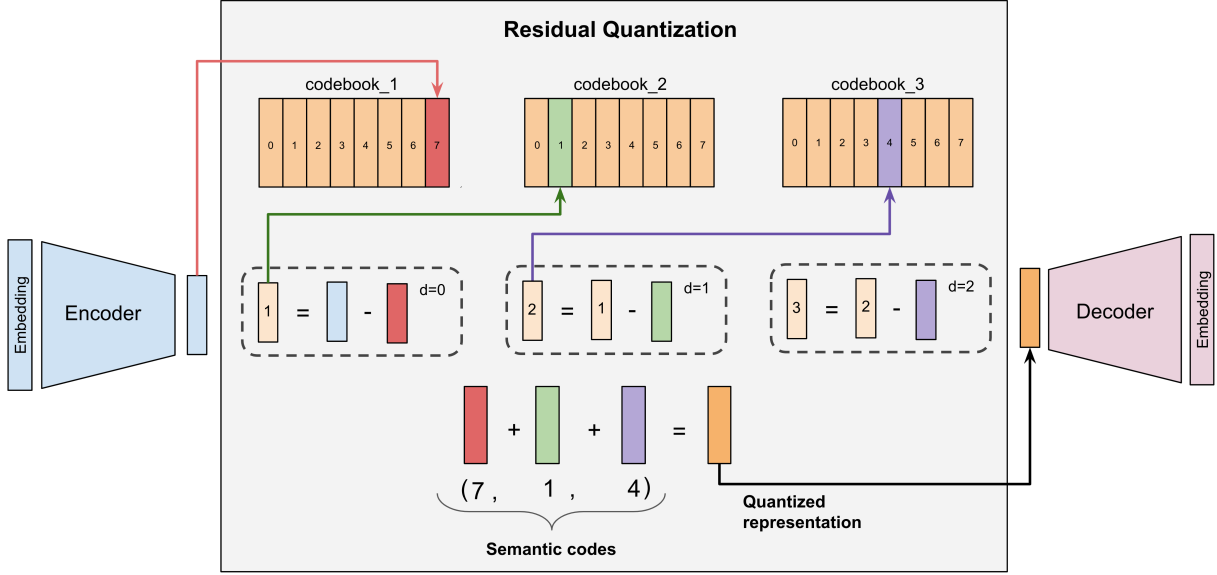 Residual Quantization
codebook_1
codebook_2
codebook_3
0 1 2 3 4 5 6 7
0 1 2 3 4 5 6 7
0 1 2 3 4 5 6 7
Embedding
Encoder
1 = - d=0
2 = 1 - d=1
3 = 2 - d=2
Decoder
Embedding
+ + =
(7, 1, 4)
Quantized
representation
Semantic codes